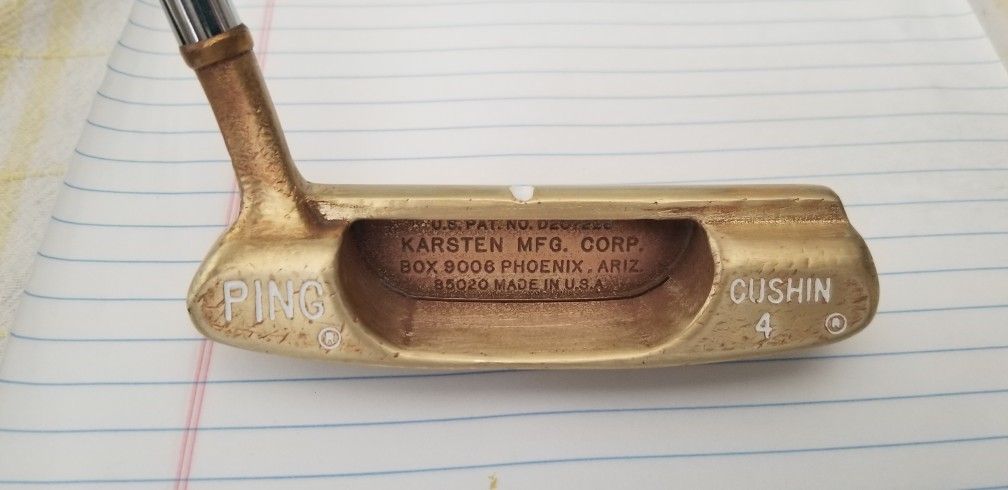 U.S. PAT. NO.
KARSTEN MFG. CORP.
BOX 9006 PHOENIX, ARIZ.
85020 MADE IN U.S.A.
PING ®
CUSHIN
4 ®